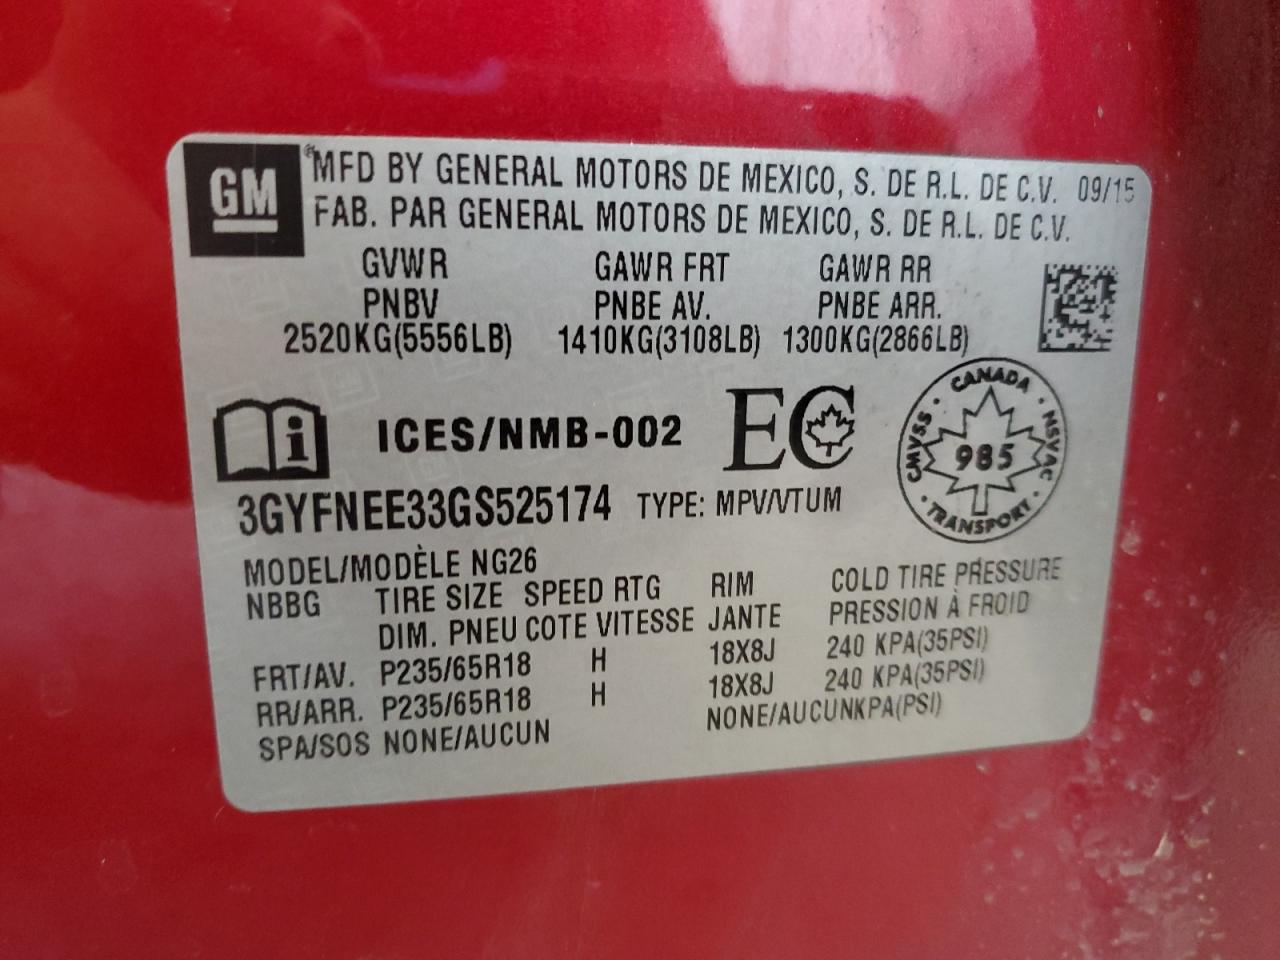 GM
MFD BY GENERAL MOTORS DE MEXICO, S. DE R.L. DE C.V. 09/15
FAB. PAR GENERAL MOTORS DE MEXICO, S. DE R.L. DE C.V.
GVWR GAWR FRT GAWR RR
PNBV PNBE AV. PNBE ARR.
2520KG(5556LB) 1410KG(3108LB) 1300KG(2866LB)
i ICES/NMB-002 EC
CANADA
CMVSS · NSVAC
985
TRANSPORT
3GYFNEE33GS525174 TYPE: MPV/VTUM
MODEL/MODÈLE NG26
NBBG TIRE SIZE SPEED RTG RIM COLD TIRE PRESSURE
DIM. PNEU COTE VITESSE JANTE PRESSION À FROID
FRT/AV. P235/65R18 H 18X8J 240 KPA(35PSI)
RR/ARR. P235/65R18 H 18X8J 240 KPA(35PSI)
SPA/SOS NONE/AUCUN NONE/AUCUNKPA(PSI)